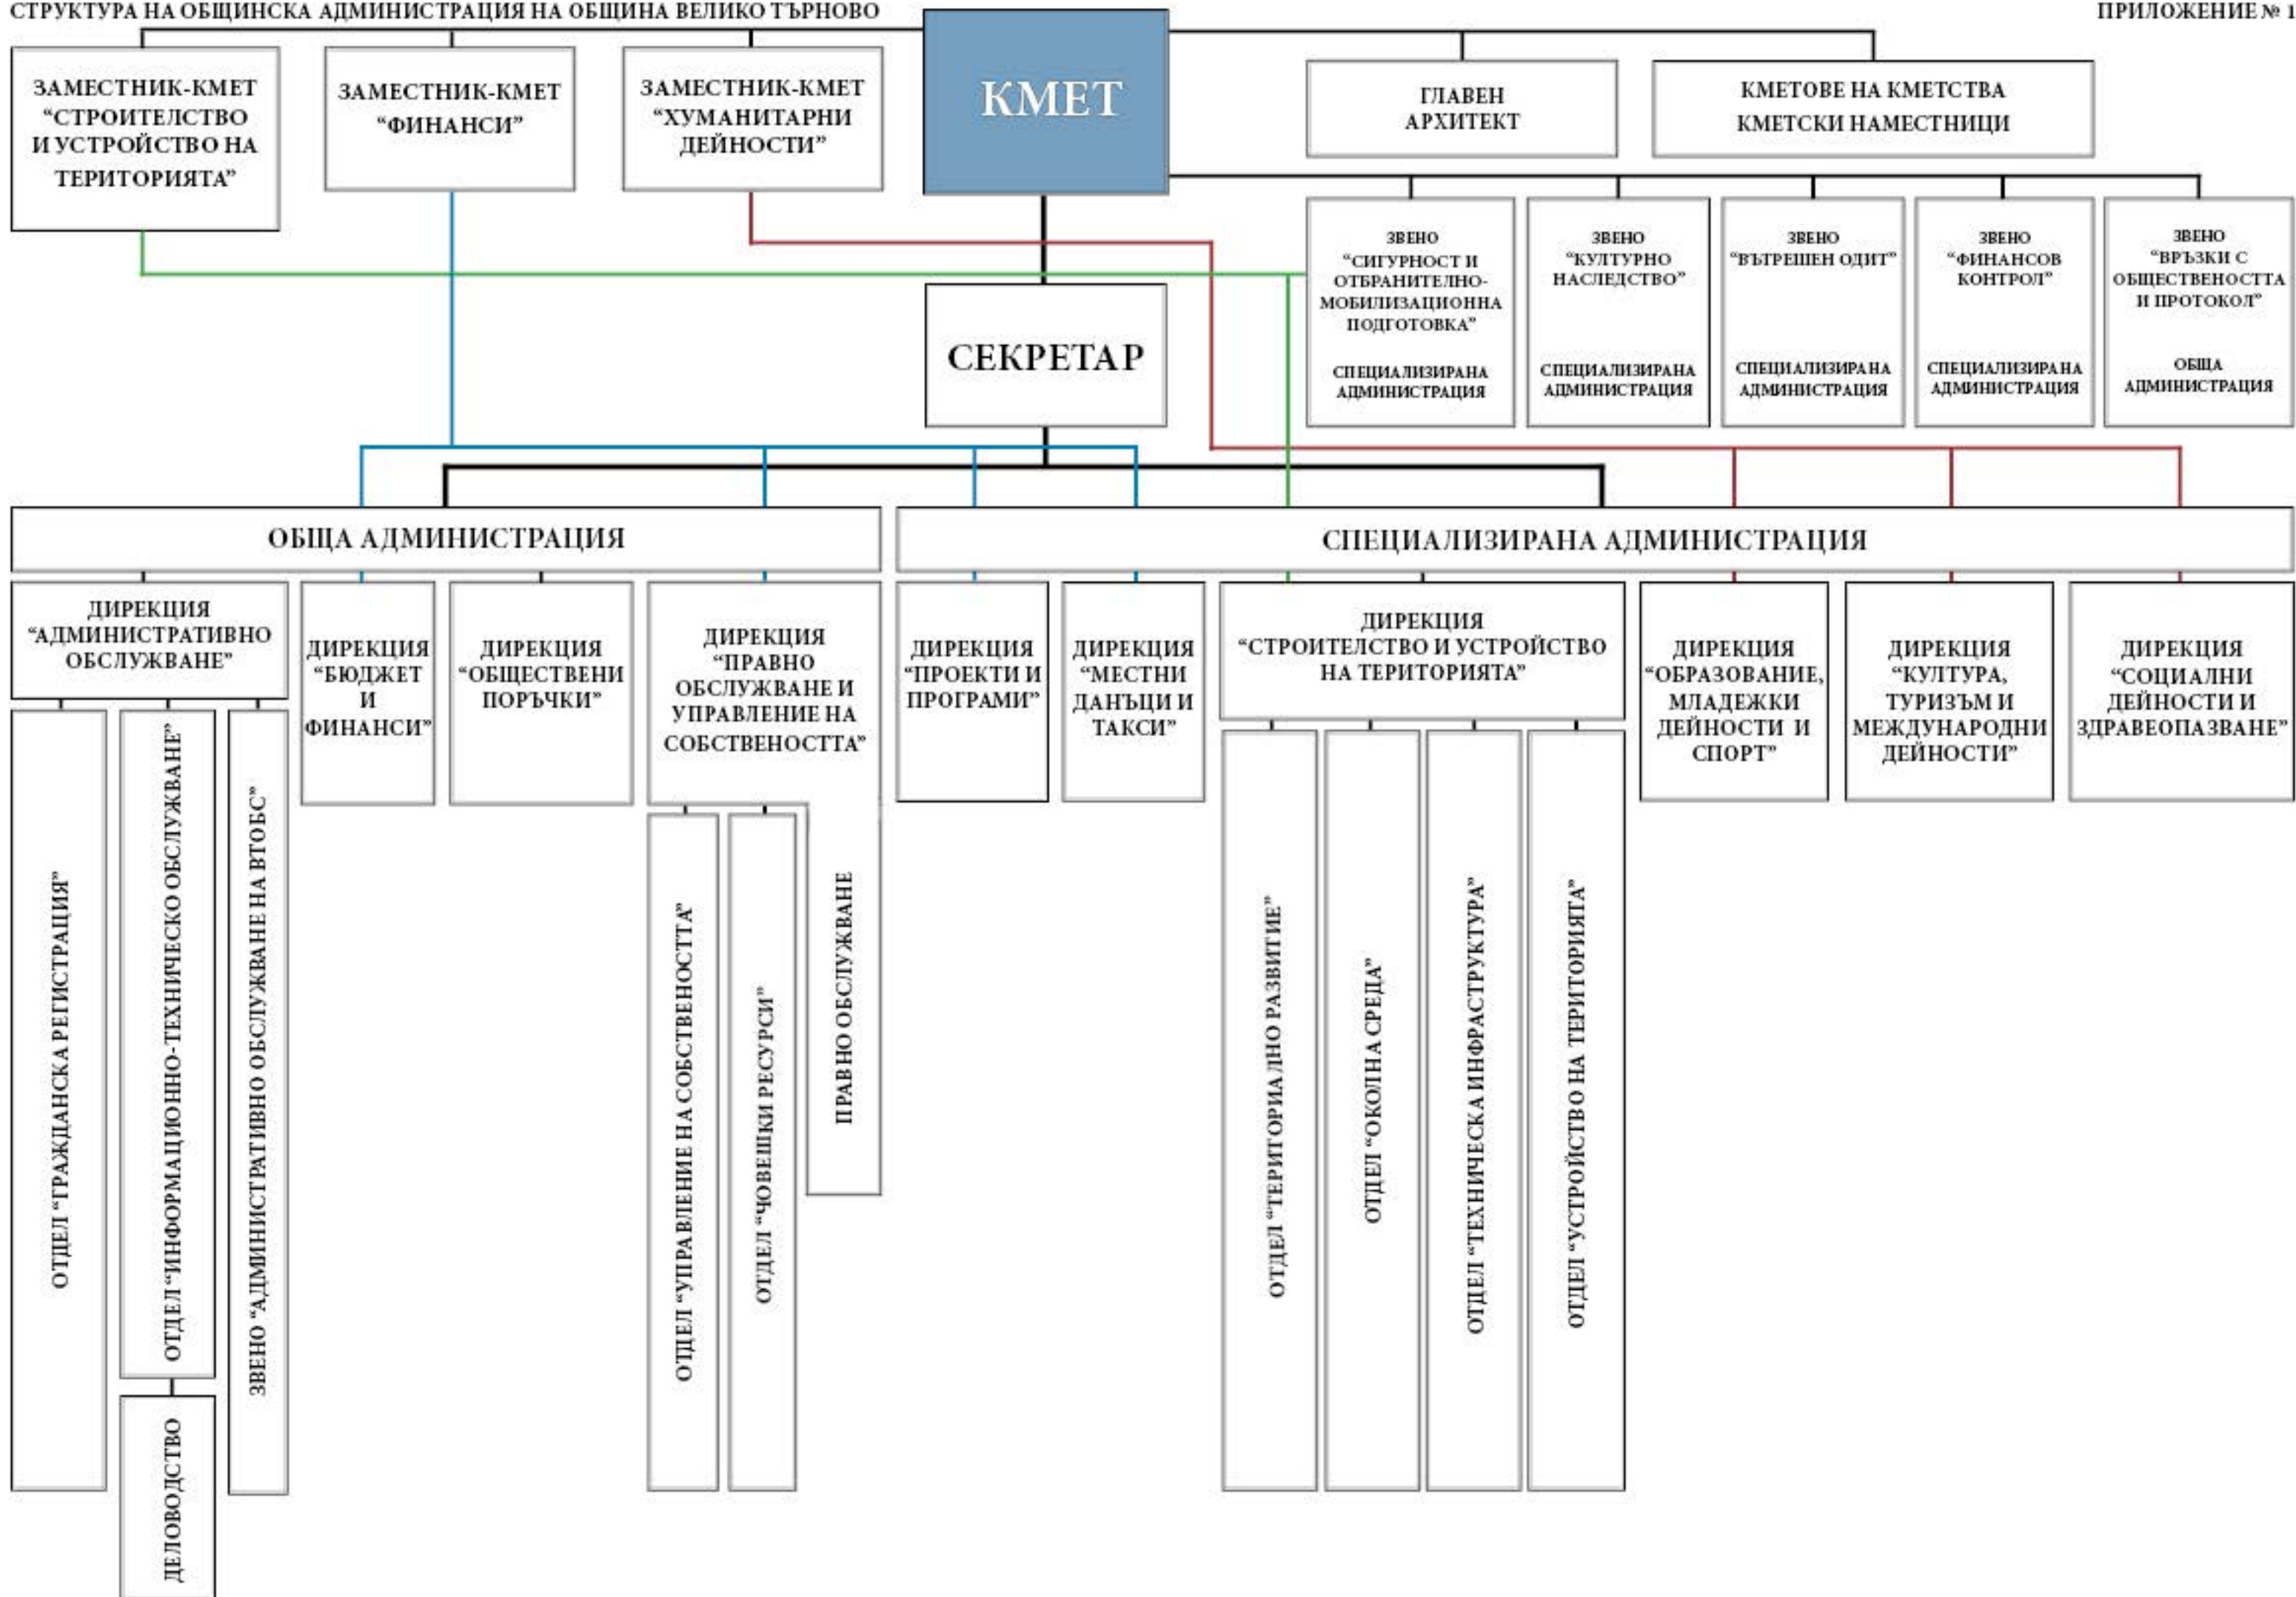 СТРУКТУРА НА ОБЩИНСКА АДМИНИСТРАЦИЯ НА ОБЩИНА ВЕЛИКО ТЪРНОВО
ПРИЛОЖЕНИЕ № 1
ЗАМЕСТНИК-КМЕТ
“СТРОИТЕЛСТВО
И УСТРОЙСТВО НА
ТЕРИТОРИЯТА”
ЗАМЕСТНИК-КМЕТ
“ФИНАНСИ”
ЗАМЕСТНИК-КМЕТ
“ХУМАНИТАРНИ
ДЕЙНОСТИ”
КМЕТ
ГЛАВЕН
АРХИТЕКТ
КМЕТОВЕ НА КМЕТСТВА
КМЕТСКИ НАМЕСТНИЦИ
ЗВЕНО
“СИГУРНОСТ И
ОТБРАНИТЕЛНО-
МОБИЛИЗАЦИОННА
ПОДГОТОВКА”
СПЕЦИАЛИЗИРАНА
АДМИНИСТРАЦИЯ
ЗВЕНО
“КУЛТУРНО
НАСЛЕДСТВО”
СПЕЦИАЛИЗИРАНА
АДМИНИСТРАЦИЯ
ЗВЕНО
“ВЪТРЕШЕН ОДИТ”
СПЕЦИАЛИЗИРАНА
АДМИНИСТРАЦИЯ
ЗВЕНО
“ФИНАНСОВ
КОНТРОЛ”
СПЕЦИАЛИЗИРАНА
АДМИНИСТРАЦИЯ
ЗВЕНО
“ВРЪЗКИ С
ОБЩЕСТВЕНОСТТА
И ПРОТОКОЛ”
ОБЩА
АДМИНИСТРАЦИЯ
СЕКРЕТАР
ОБЩА АДМИНИСТРАЦИЯ
СПЕЦИАЛИЗИРАНА АДМИНИСТРАЦИЯ
ДИРЕКЦИЯ
“АДМИНИСТРАТИВНО
ОБСЛУЖВАНЕ”
ДИРЕКЦИЯ
“БЮДЖЕТ
И
ФИНАНСИ”
ДИРЕКЦИЯ
“ОБЩЕСТВЕНИ
ПОРЪЧКИ”
ДИРЕКЦИЯ
“ПРАВНО
ОБСЛУЖВАНЕ И
УПРАВЛЕНИЕ НА
СОБСТВЕНОСТТА”
ДИРЕКЦИЯ
“ПРОЕКТИ И
ПРОГРАМИ”
ДИРЕКЦИЯ
“МЕСТНИ
ДАНЪЦИ И
ТАКСИ”
ДИРЕКЦИЯ
“СТРОИТЕЛСТВО И УСТРОЙСТВО
НА ТЕРИТОРИЯТА”
ДИРЕКЦИЯ
“ОБРАЗОВАНИЕ,
МЛАДЕЖКИ
ДЕЙНОСТИ И
СПОРТ”
ДИРЕКЦИЯ
“КУЛТУРА,
ТУРИЗЪМ И
МЕЖДУНАРОДНИ
ДЕЙНОСТИ”
ДИРЕКЦИЯ
“СОЦИАЛНИ
ДЕЙНОСТИ И
ЗДРАВЕОПАЗВАНЕ”
ОТДЕЛ “ГРАЖДАНСКА РЕГИСТРАЦИЯ”
ОТДЕЛ “ИНФОРМАЦИОННО-ТЕХНИЧЕСКО ОБСЛУЖВАНЕ”
ЗВЕНО “АДМИНИСТРАТИВНО ОБСЛУЖВАНЕ НА ВТОБС”
ДЕЛОВОДСТВО
ОТДЕЛ “УПРАВЛЕНИЕ НА СОБСТВЕНОСТТА”
ОТДЕЛ “ЧОВЕШКИ РЕСУРСИ”
ПРАВНО ОБСЛУЖВАНЕ
ОТДЕЛ “ТЕРИТОРИАЛНО РАЗВИТИЕ”
ОТДЕЛ “ОКОЛНА СРЕДА”
ОТДЕЛ “ТЕХНИЧЕСКА ИНФРАСТРУКТУРА”
ОТДЕЛ “УСТРОЙСТВО НА ТЕРИТОРИЯТА”